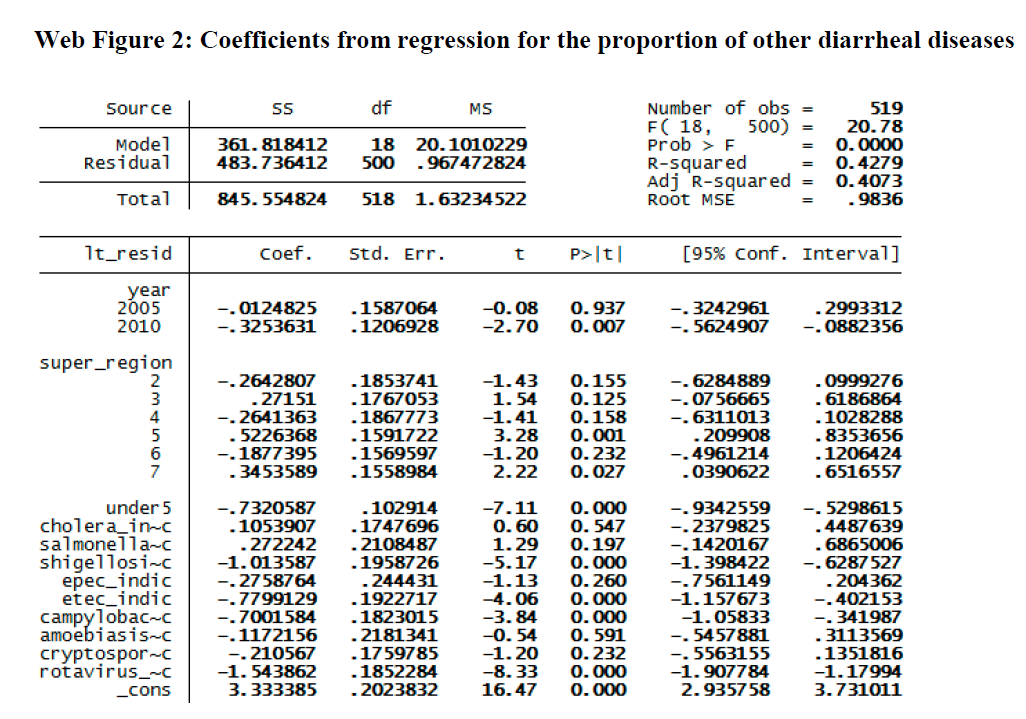 Web Figure 2: Coefficients from regression for the proportion of other diarrheal diseases
Source SS df MS Number of obs = 519
F( 18, 500) = 20.78
Model 361.818412 18 20.1010229 Prob > F = 0.0000
Residual 483.736412 500 .967472824 R-squared = 0.4279
Adj R-squared = 0.4073
Total 845.554824 518 1.63234522 Root MSE = .9836
lt_resid Coef. Std. Err. t P>|t| [95% Conf. Interval]
year
2005 -.0124825 .1587064 -0.08 0.937 -.3242961 .2993312
2010 -.3253631 .1206928 -2.70 0.007 -.5624907 -.0882356
super_region
2 -.2642807 .1853741 -1.43 0.155 -.6284889 .0999276
3 .27151 .1767053 1.54 0.125 -.0756665 .6186864
4 -.2641363 .1867773 -1.41 0.158 -.6311013 .1028288
5 .5226368 .1591722 3.28 0.001 .209908 .8353656
6 -.1877395 .1569597 -1.20 0.232 -.4961214 .1206424
7 .3453589 .1558984 2.22 0.027 .0390622 .6516557
under5 -.7320587 .102914 -7.11 0.000 -.9342559 -.5298615
cholera_in~c .1053907 .1747696 0.60 0.547 -.2379825 .4487639
salmonella~c .272242 .2108487 1.29 0.197 -.1420167 .6865006
shigellosi~c -1.013587 .1958726 -5.17 0.000 -1.398422 -.6287527
epec_indic -.2758764 .244431 -1.13 0.260 -.7561149 .204362
etec_indic -.7799129 .1922717 -4.06 0.000 -1.157673 -.402153
campylobac~c -.7001584 .1823015 -3.84 0.000 -1.05833 -.341987
amoebiasis~c -.1172156 .2181341 -0.54 0.591 -.5457881 .3113569
cryptospor~c -.210567 .1759785 -1.20 0.232 -.5563155 .1351816
rotavirus_~c -1.543862 .1852284 -8.33 0.000 -1.907784 -1.17994
_cons 3.333385 .2023832 16.47 0.000 2.935758 3.731011